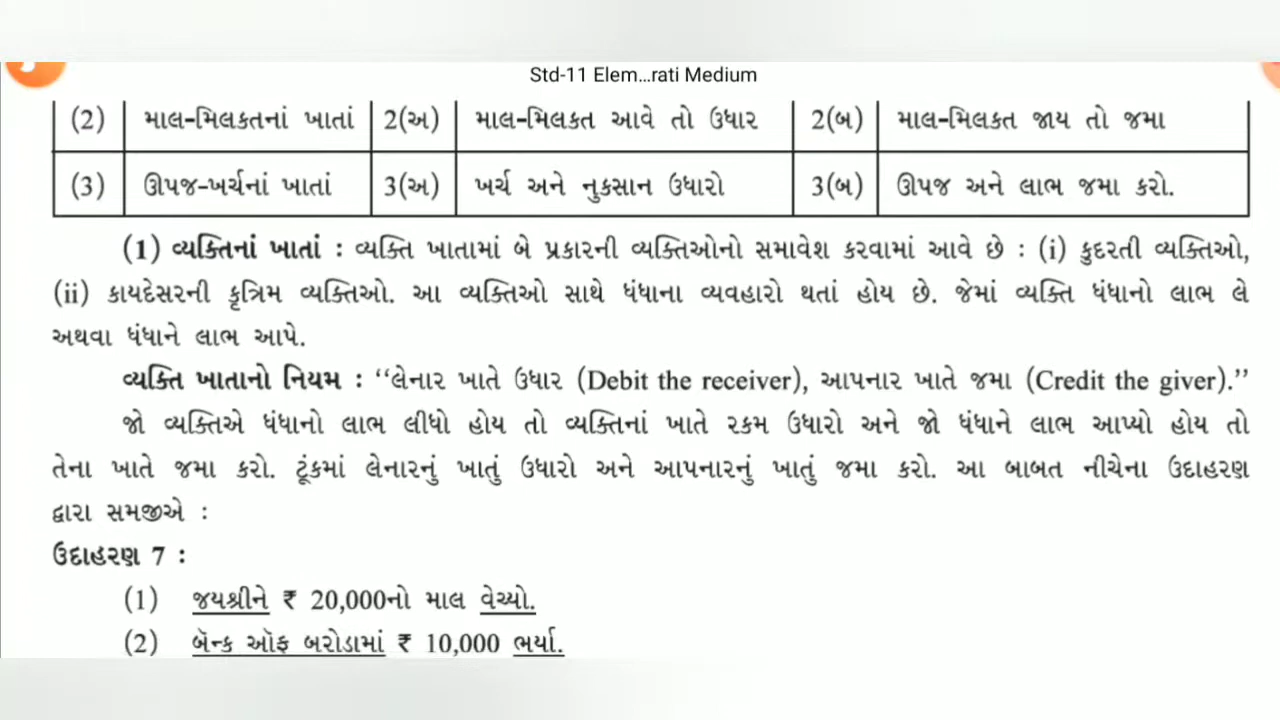 Std-11 Elem...rati Medium
(2) માલ-મિલકતનાં ખાતાં 2(અ) માલ-મિલકત આવે તો ઉધાર 2(બ) માલ-મિલકત જાય તો જમા
(3) ઊપજ-ખર્ચનાં ખાતાં 3(અ) ખર્ચ અને નુકસાન ઉધારો 3(બ) ઊપજ અને લાભ જમા કરો.
(1) વ્યક્તિનાં ખાતાં : વ્યક્તિ ખાતામાં બે પ્રકારની વ્યક્તિઓનો સમાવેશ કરવામાં આવે છે : (i) કુદરતી વ્યક્તિઓ,
(ii) કાયદેસરની કૃત્રિમ વ્યક્તિઓ. આ વ્યક્તિઓ સાથે ધંધાના વ્યવહારો થતાં હોય છે. જેમાં વ્યક્તિ ધંધાનો લાભ લે
અથવા ધંધાને લાભ આપે.
વ્યક્તિ ખાતાનો નિયમ : ‘‘લેનાર ખાતે ઉધાર (Debit the receiver), આપનાર ખાતે જમા (Credit the giver).’’
જો વ્યક્તિએ ધંધાનો લાભ લીધો હોય તો વ્યક્તિનાં ખાતે રકમ ઉધારો અને જો ધંધાને લાભ આપ્યો હોય તો
તેના ખાતે જમા કરો. ટૂંકમાં લેનારનું ખાતું ઉધારો અને આપનારનું ખાતું જમા કરો. આ બાબત નીચેના ઉદાહરણ
દ્વારા સમજીએ :
ઉદાહરણ 7 :
(1) જયશ્રીને ₹ 20,000નો માલ વેચ્યો.
(2) બૅન્ક ઑફ બરોડામાં ₹ 10,000 ભર્યા.